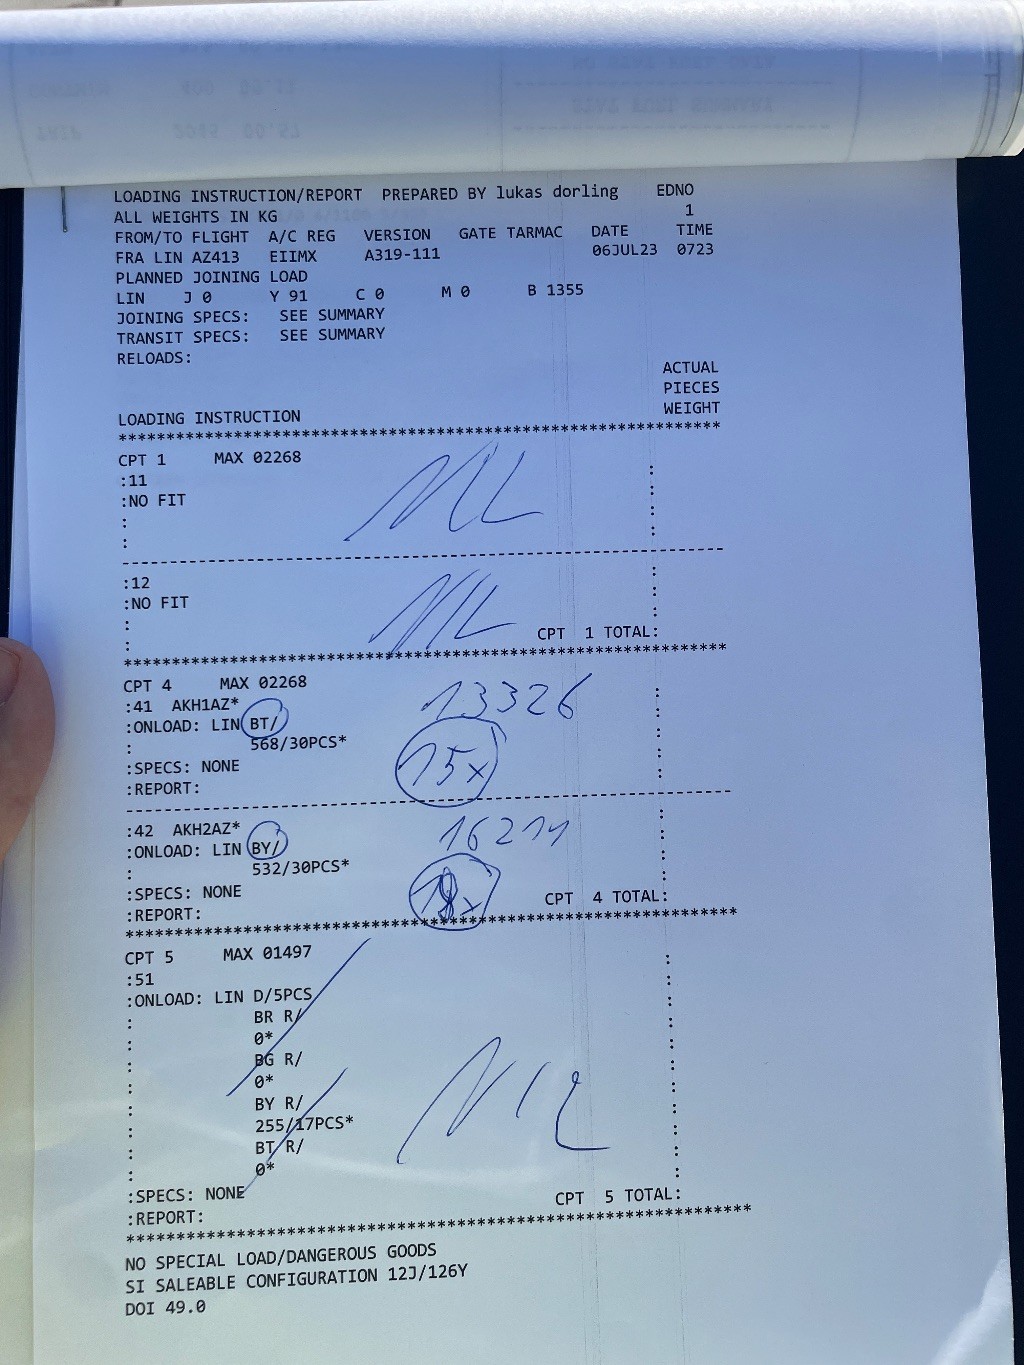 LOADING INSTRUCTION/REPORT PREPARED BY lukas dorling EDNO
ALL WEIGHTS IN KG 1
FROM/TO FLIGHT A/C REG VERSION GATE TARMAC DATE TIME
FRA LIN AZ413 EIIMX A319-111 06JUL23 0723
PLANNED JOINING LOAD
LIN J 0 Y 91 C 0 M 0 B 1355
JOINING SPECS: SEE SUMMARY
TRANSIT SPECS: SEE SUMMARY
RELOADS:
ACTUAL
PIECES
LOADING INSTRUCTION WEIGHT
***************************************************************
CPT 1 MAX 02268
:11 :
:NO FIT NIL :
: :
: :
---------------------------------------------------------------
:12 :
:NO FIT NIL :
: :
: CPT 1 TOTAL:
***************************************************************
CPT 4 MAX 02268 13326
:41 AKH1AZ* :
:ONLOAD: LIN BT/ :
: 568/30PCS* :
:SPECS: NONE 15x :
:REPORT: :
---------------------------------------------------------------
:42 AKH2AZ* 16211 :
:ONLOAD: LIN BY/ :
: 532/30PCS* :
:SPECS: NONE CPT 4 TOTAL:
:REPORT:
***************************************************************
CPT 5 MAX 01497
:51 :
:ONLOAD: LIN D/5PCS :
: BR R/ :
: 0* :
: BG R/ :
: 0* :
: BY R/ NIL :
: 255/17PCS* :
: BT R/ :
: 0* :
:SPECS: NONE CPT 5 TOTAL:
:REPORT:
***************************************************************
NO SPECIAL LOAD/DANGEROUS GOODS
SI SALEABLE CONFIGURATION 12J/126Y
DOI 49.0